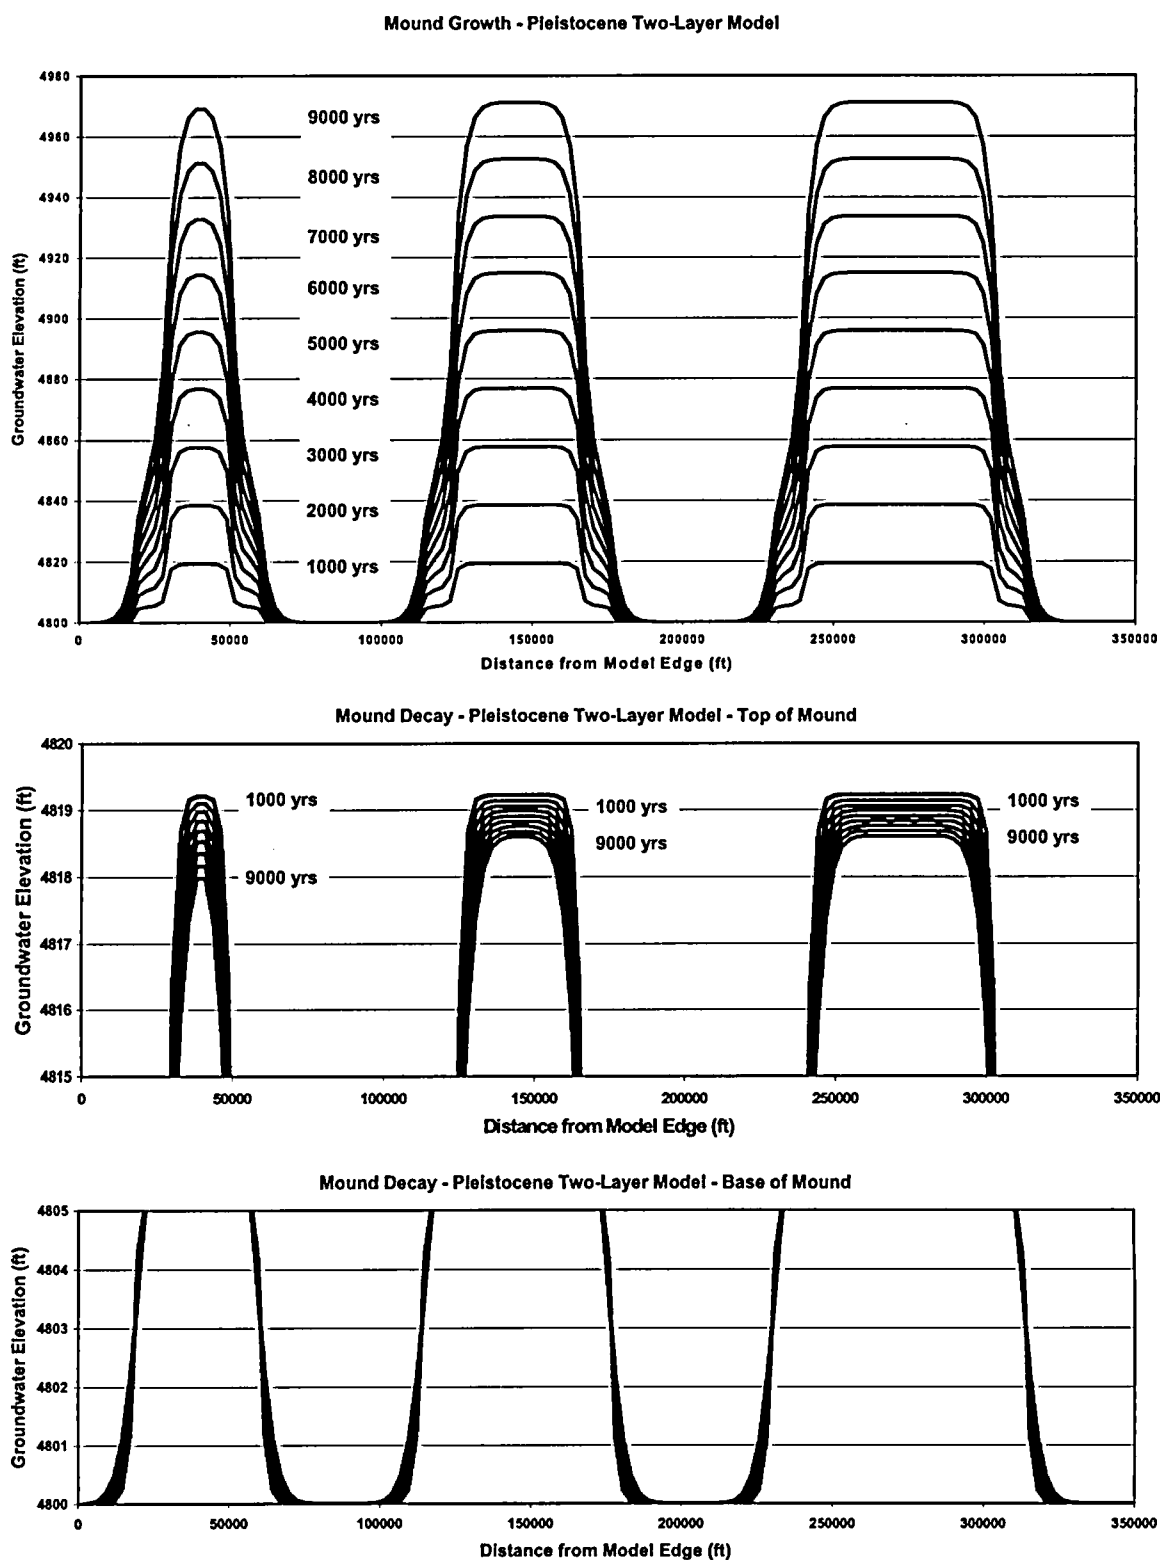 Mound Growth - Pleistocene Two-Layer Model
4980
4960
4940
4920
4900
4880
4860
4840
4820
4800
Groundwater Elevation (ft)
9000 yrs
8000 yrs
7000 yrs
6000 yrs
5000 yrs
4000 yrs
3000 yrs
2000 yrs
1000 yrs
0 50000 100000 150000 200000 250000 300000 350000
Distance from Model Edge (ft)
Mound Decay - Pleistocene Two-Layer Model - Top of Mound
4820
4819
4818
4817
4816
4815
Groundwater Elevation (ft)
1000 yrs 1000 yrs 1000 yrs
9000 yrs 9000 yrs 9000 yrs
0 50000 100000 150000 200000 250000 300000 350000
Distance from Model Edge (ft)
Mound Decay - Pleistocene Two-Layer Model - Base of Mound
4805
4804
4803
4802
4801
4800
Groundwater Elevation (ft)
0 50000 100000 150000 200000 250000 300000 350000
Distance from Model Edge (ft)